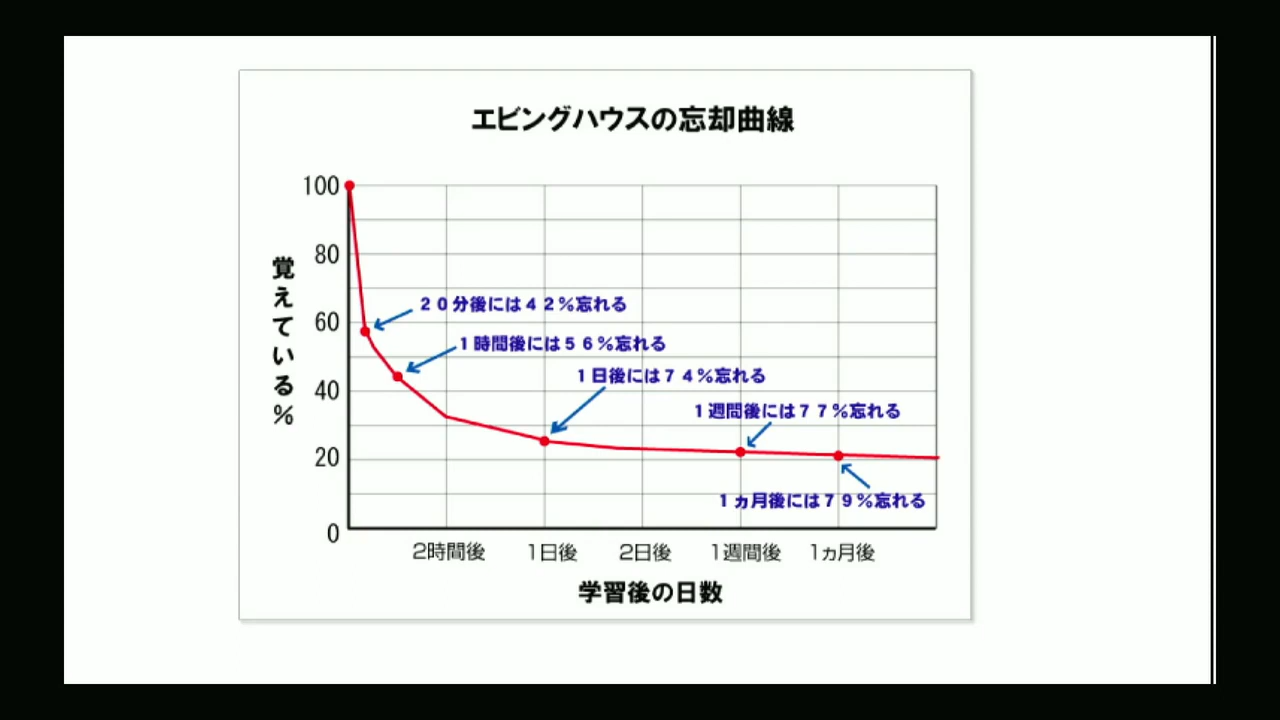 エビングハウスの忘却曲線
覚えている%
100
80
60
40
20
0
20分後には42%忘れる
1時間後には56%忘れる
1日後には74%忘れる
1週間後には77%忘れる
1ヵ月後には79%忘れる
2時間後
1日後
2日後
1週間後
1ヵ月後
学習後の日数